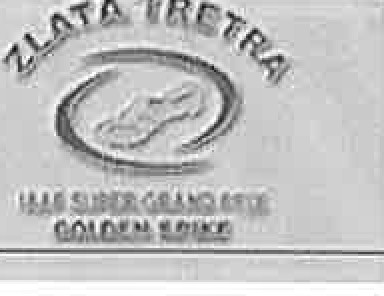 ZLATA TRETRA
IAAF SUPER GRAND PRIX
GOLDEN SPIKE